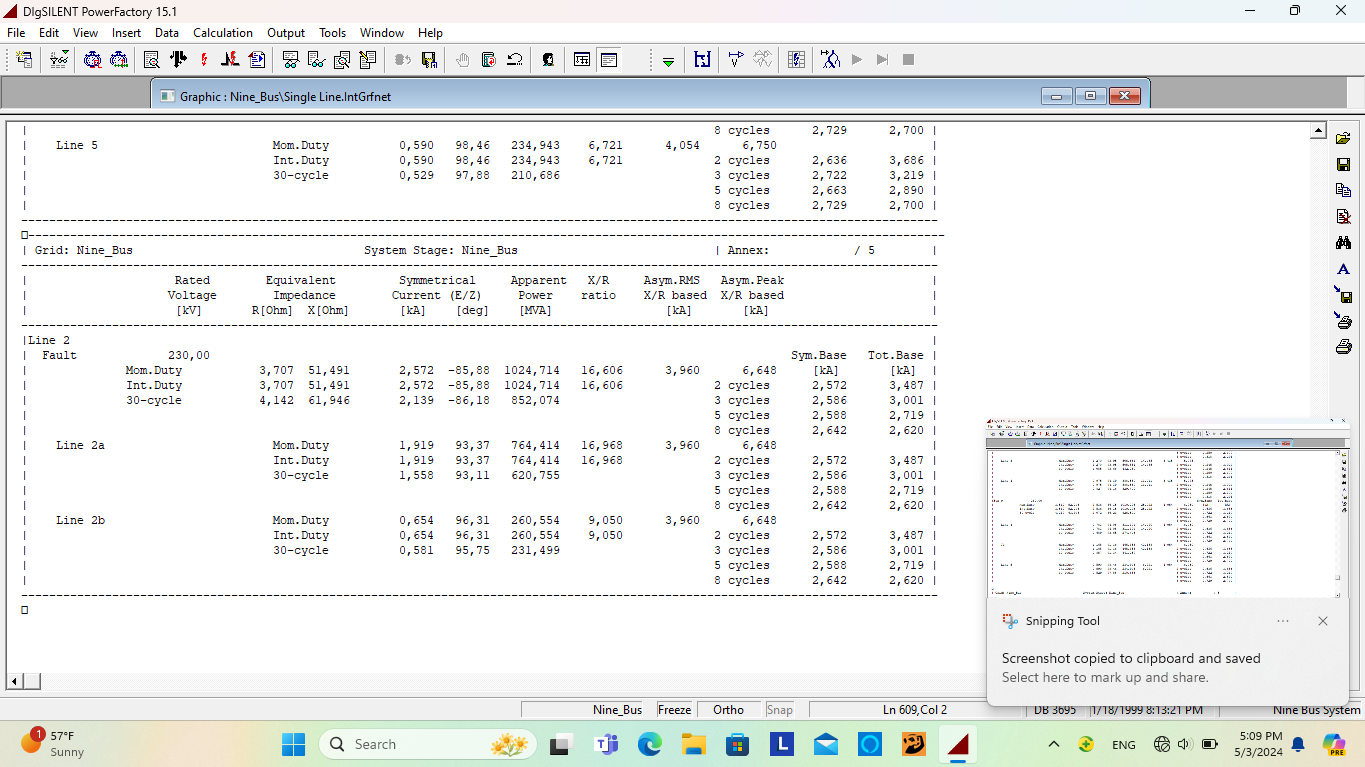 DIgSILENT PowerFactory 15.1
File Edit View Insert Data Calculation Output Tools Window Help
Graphic : Nine_Bus\Single Line.IntGrfnet
8 cycles 2,729 2,700 |
| Line 5 Mom.Duty 0,590 98,46 234,943 6,721 4,054 6,750 |
| Int.Duty 0,590 98,46 234,943 6,721 2 cycles 2,636 3,686 |
| 30-cycle 0,529 97,88 210,686 3 cycles 2,722 3,219 |
| 5 cycles 2,663 2,890 |
| 8 cycles 2,729 2,700 |
| Grid: Nine_Bus System Stage: Nine_Bus | Annex: / 5 |
| Rated Equivalent Symmetrical Apparent X/R Asym.RMS Asym.Peak |
| Voltage Impedance Current (E/Z) Power ratio X/R based X/R based |
| [kV] R[Ohm] X[Ohm] [kA] [deg] [MVA] [kA] [kA] |
|Line 2 |
| Fault 230,00 Sym.Base Tot.Base |
| Mom.Duty 3,707 51,491 2,572 -85,88 1024,714 16,606 3,960 6,648 [kA] [kA] |
| Int.Duty 3,707 51,491 2,572 -85,88 1024,714 16,606 2 cycles 2,572 3,487 |
| 30-cycle 4,142 61,946 2,139 -86,18 852,074 3 cycles 2,586 3,001 |
| 5 cycles 2,588 2,719 |
| 8 cycles 2,642 2,620 |
| Line 2a Mom.Duty 1,919 93,37 764,414 16,968 3,960 6,648 |
| Int.Duty 1,919 93,37 764,414 16,968 2 cycles 2,572 3,487 |
| 30-cycle 1,558 93,11 620,755 3 cycles 2,586 3,001 |
| 5 cycles 2,588 2,719 |
| 8 cycles 2,642 2,620 |
| Line 2b Mom.Duty 0,654 96,31 260,554 9,050 3,960 6,648 |
| Int.Duty 0,654 96,31 260,554 9,050 2 cycles 2,572 3,487 |
| 30-cycle 0,581 95,75 231,499 3 cycles 2,586 3,001 |
| 5 cycles 2,588 2,719 |
| 8 cycles 2,642 2,620 |
Snipping Tool
Screenshot copied to clipboard and saved
Select here to mark up and share.
Nine_Bus Freeze Ortho Snap Ln 609,Col 2 DB 3695 1/18/1999 8:13:21 PM Nine Bus System
1
57°F
Sunny
Search
ENG
5:09 PM
5/3/2024
PRE